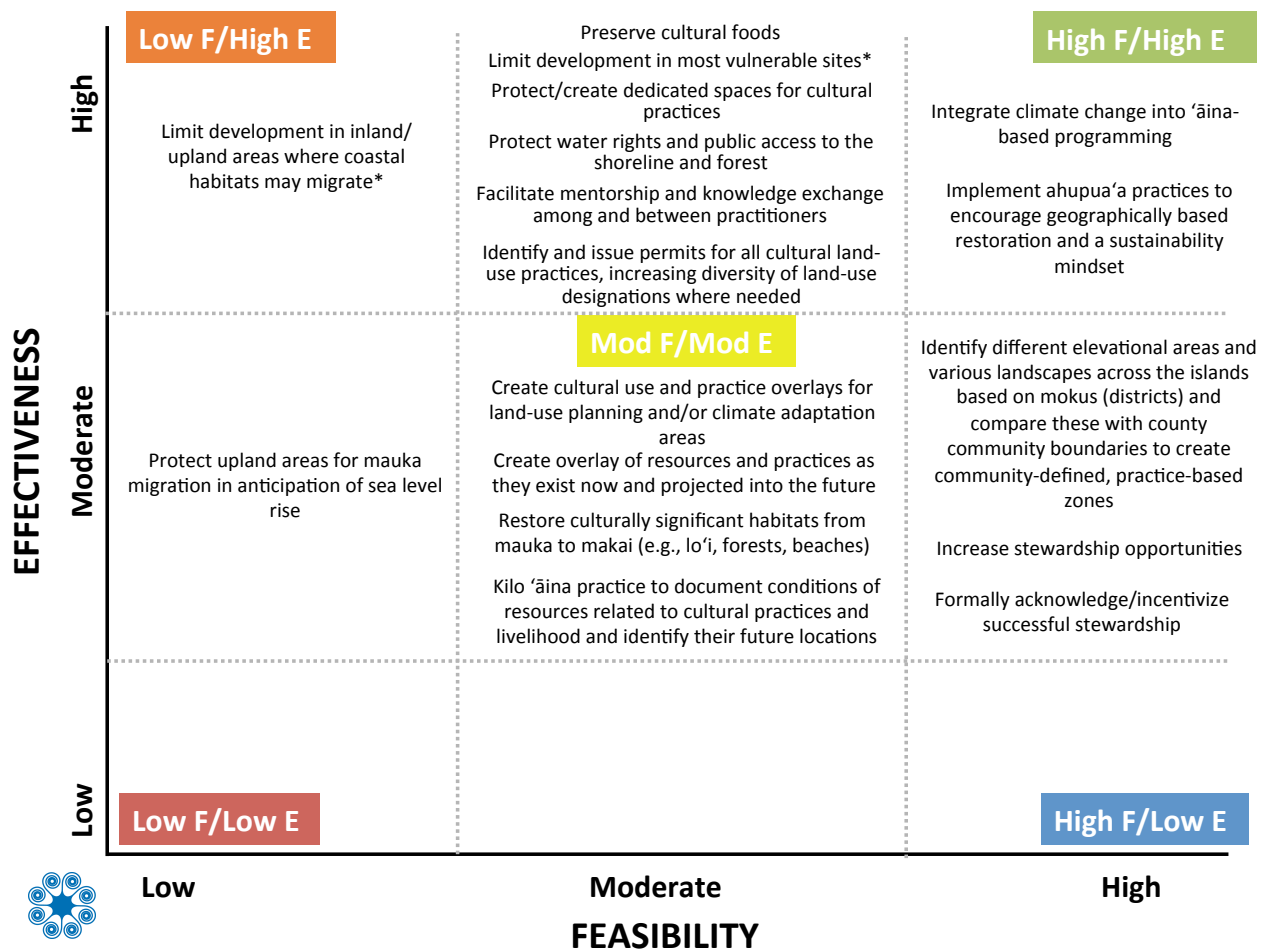 Low F/High E
High F/High E
High
Limit development in inland/
upland areas where coastal
habitats may migrate*
Preserve cultural foods
Limit development in most vulnerable sites*
Protect/create dedicated spaces for cultural
practices
Protect water rights and public access to the
shoreline and forest
Facilitate mentorship and knowledge exchange
among and between practitioners
Identify and issue permits for all cultural land-
use practices, increasing diversity of land-use
designations where needed
Integrate climate change into ʻāina-
based programming
Implement ahupuaʻa practices to
encourage geographically based
restoration and a sustainability
mindset
EFFECTIVENESS
Moderate
Protect upland areas for mauka
migration in anticipation of sea level
rise
Mod F/Mod E
Create cultural use and practice overlays for
land-use planning and/or climate adaptation
areas
Create overlay of resources and practices as
they exist now and projected into the future
Restore culturally significant habitats from
mauka to makai (e.g., loʻi, forests, beaches)
Kilo ʻāina practice to document conditions of
resources related to cultural practices and
livelihood and identify their future locations
Identify different elevational areas and
various landscapes across the islands
based on mokus (districts) and
compare these with county
community boundaries to create
community-defined, practice-based
zones
Increase stewardship opportunities
Formally acknowledge/incentivize
successful stewardship
Low
Low F/Low E
High F/Low E
Low
Moderate
High
FEASIBILITY